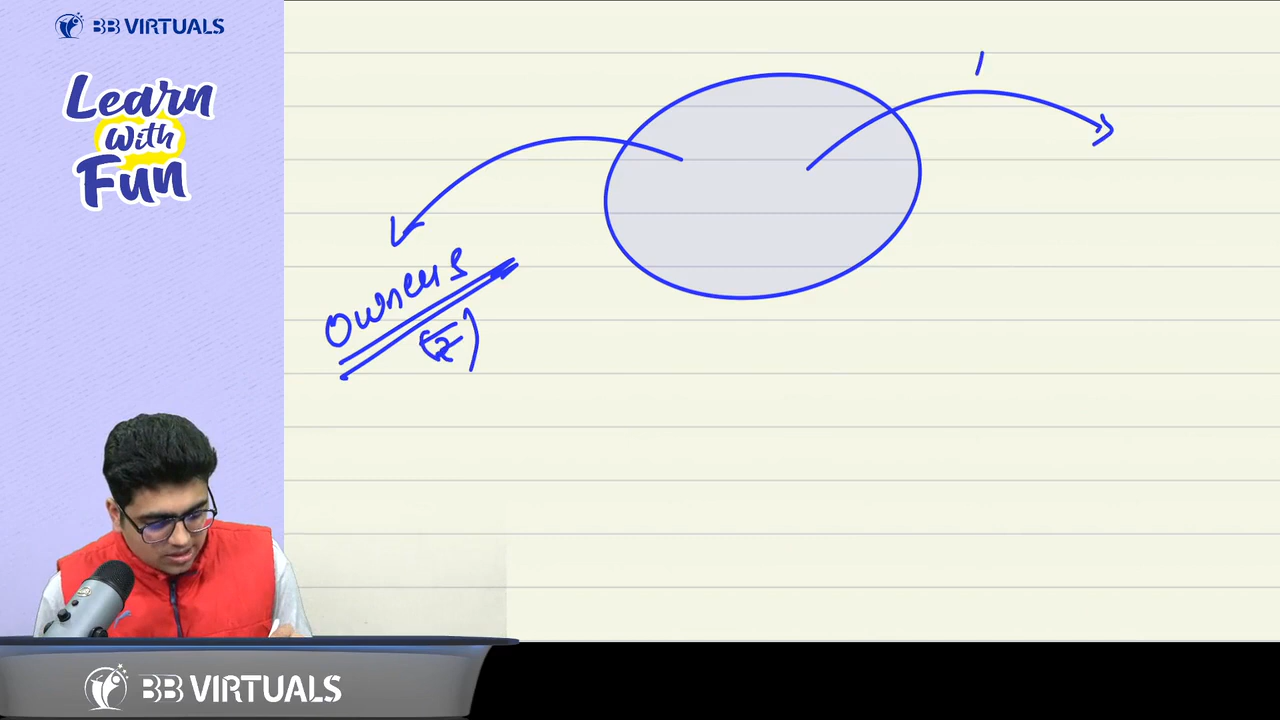 BB VIRTUALS
Learn
With
Fun
owners
BB VIRTUALS